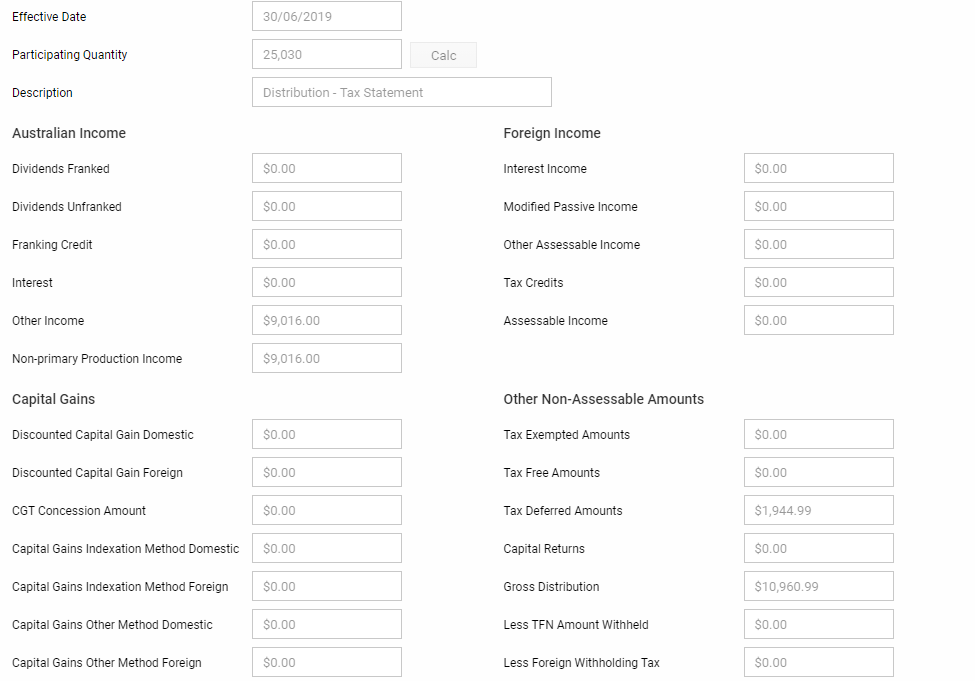 Effective Date 30/06/2019
Participating Quantity 25,030 Calc
Description Distribution - Tax Statement
Australian Income Foreign Income
Dividends Franked $0.00 Interest Income $0.00
Dividends Unfranked $0.00 Modified Passive Income $0.00
Franking Credit $0.00 Other Assessable Income $0.00
Interest $0.00 Tax Credits $0.00
Other Income $9,016.00 Assessable Income $0.00
Non-primary Production Income $9,016.00
Capital Gains Other Non-Assessable Amounts
Discounted Capital Gain Domestic $0.00 Tax Exempted Amounts $0.00
Discounted Capital Gain Foreign $0.00 Tax Free Amounts $0.00
CGT Concession Amount $0.00 Tax Deferred Amounts $1,944.99
Capital Gains Indexation Method Domestic $0.00 Capital Returns $0.00
Capital Gains Indexation Method Foreign $0.00 Gross Distribution $10,960.99
Capital Gains Other Method Domestic $0.00 Less TFN Amount Withheld $0.00
Capital Gains Other Method Foreign $0.00 Less Foreign Withholding Tax $0.00